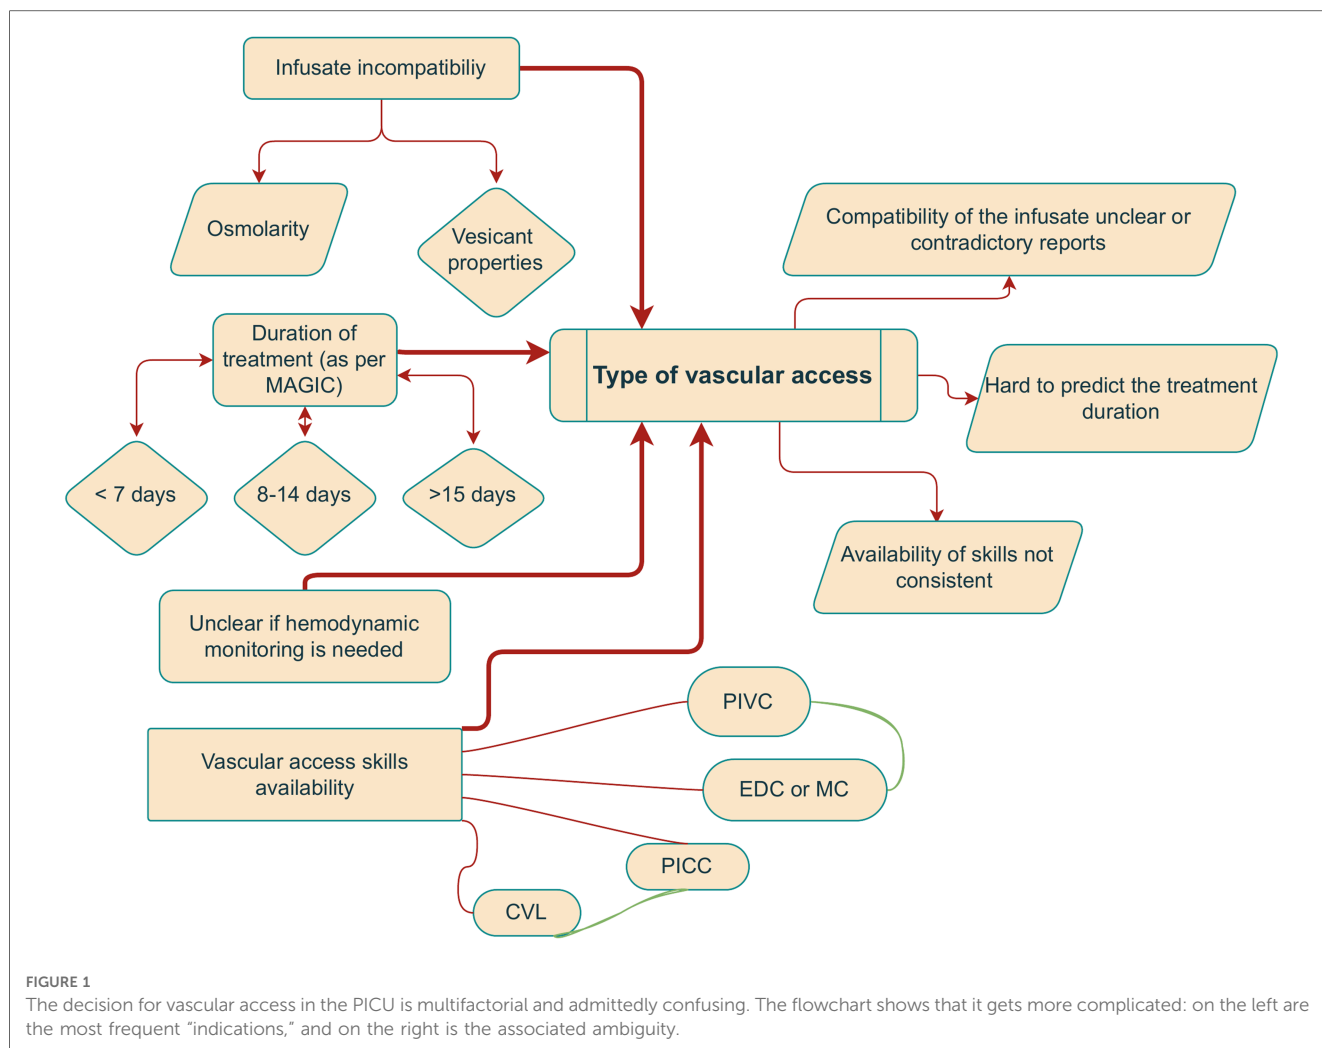 Infusate incompatibiliy
Osmolarity
Vesicant
properties
Compatibility of the infusate unclear or
contradictory reports
Duration of
treatment (as per
MAGIC)
Type of vascular access
Hard to predict the treatment
duration
< 7 days
8-14 days
>15 days
Availability of skills not
consistent
Unclear if hemodynamic
monitoring is needed
Vascular access skills
availability
PIVC
EDC or MC
PICC
CVL
FIGURE 1
The decision for vascular access in the PICU is multifactorial and admittedly confusing. The flowchart shows that it gets more complicated: on the left are
the most frequent "indications," and on the right is the associated ambiguity.